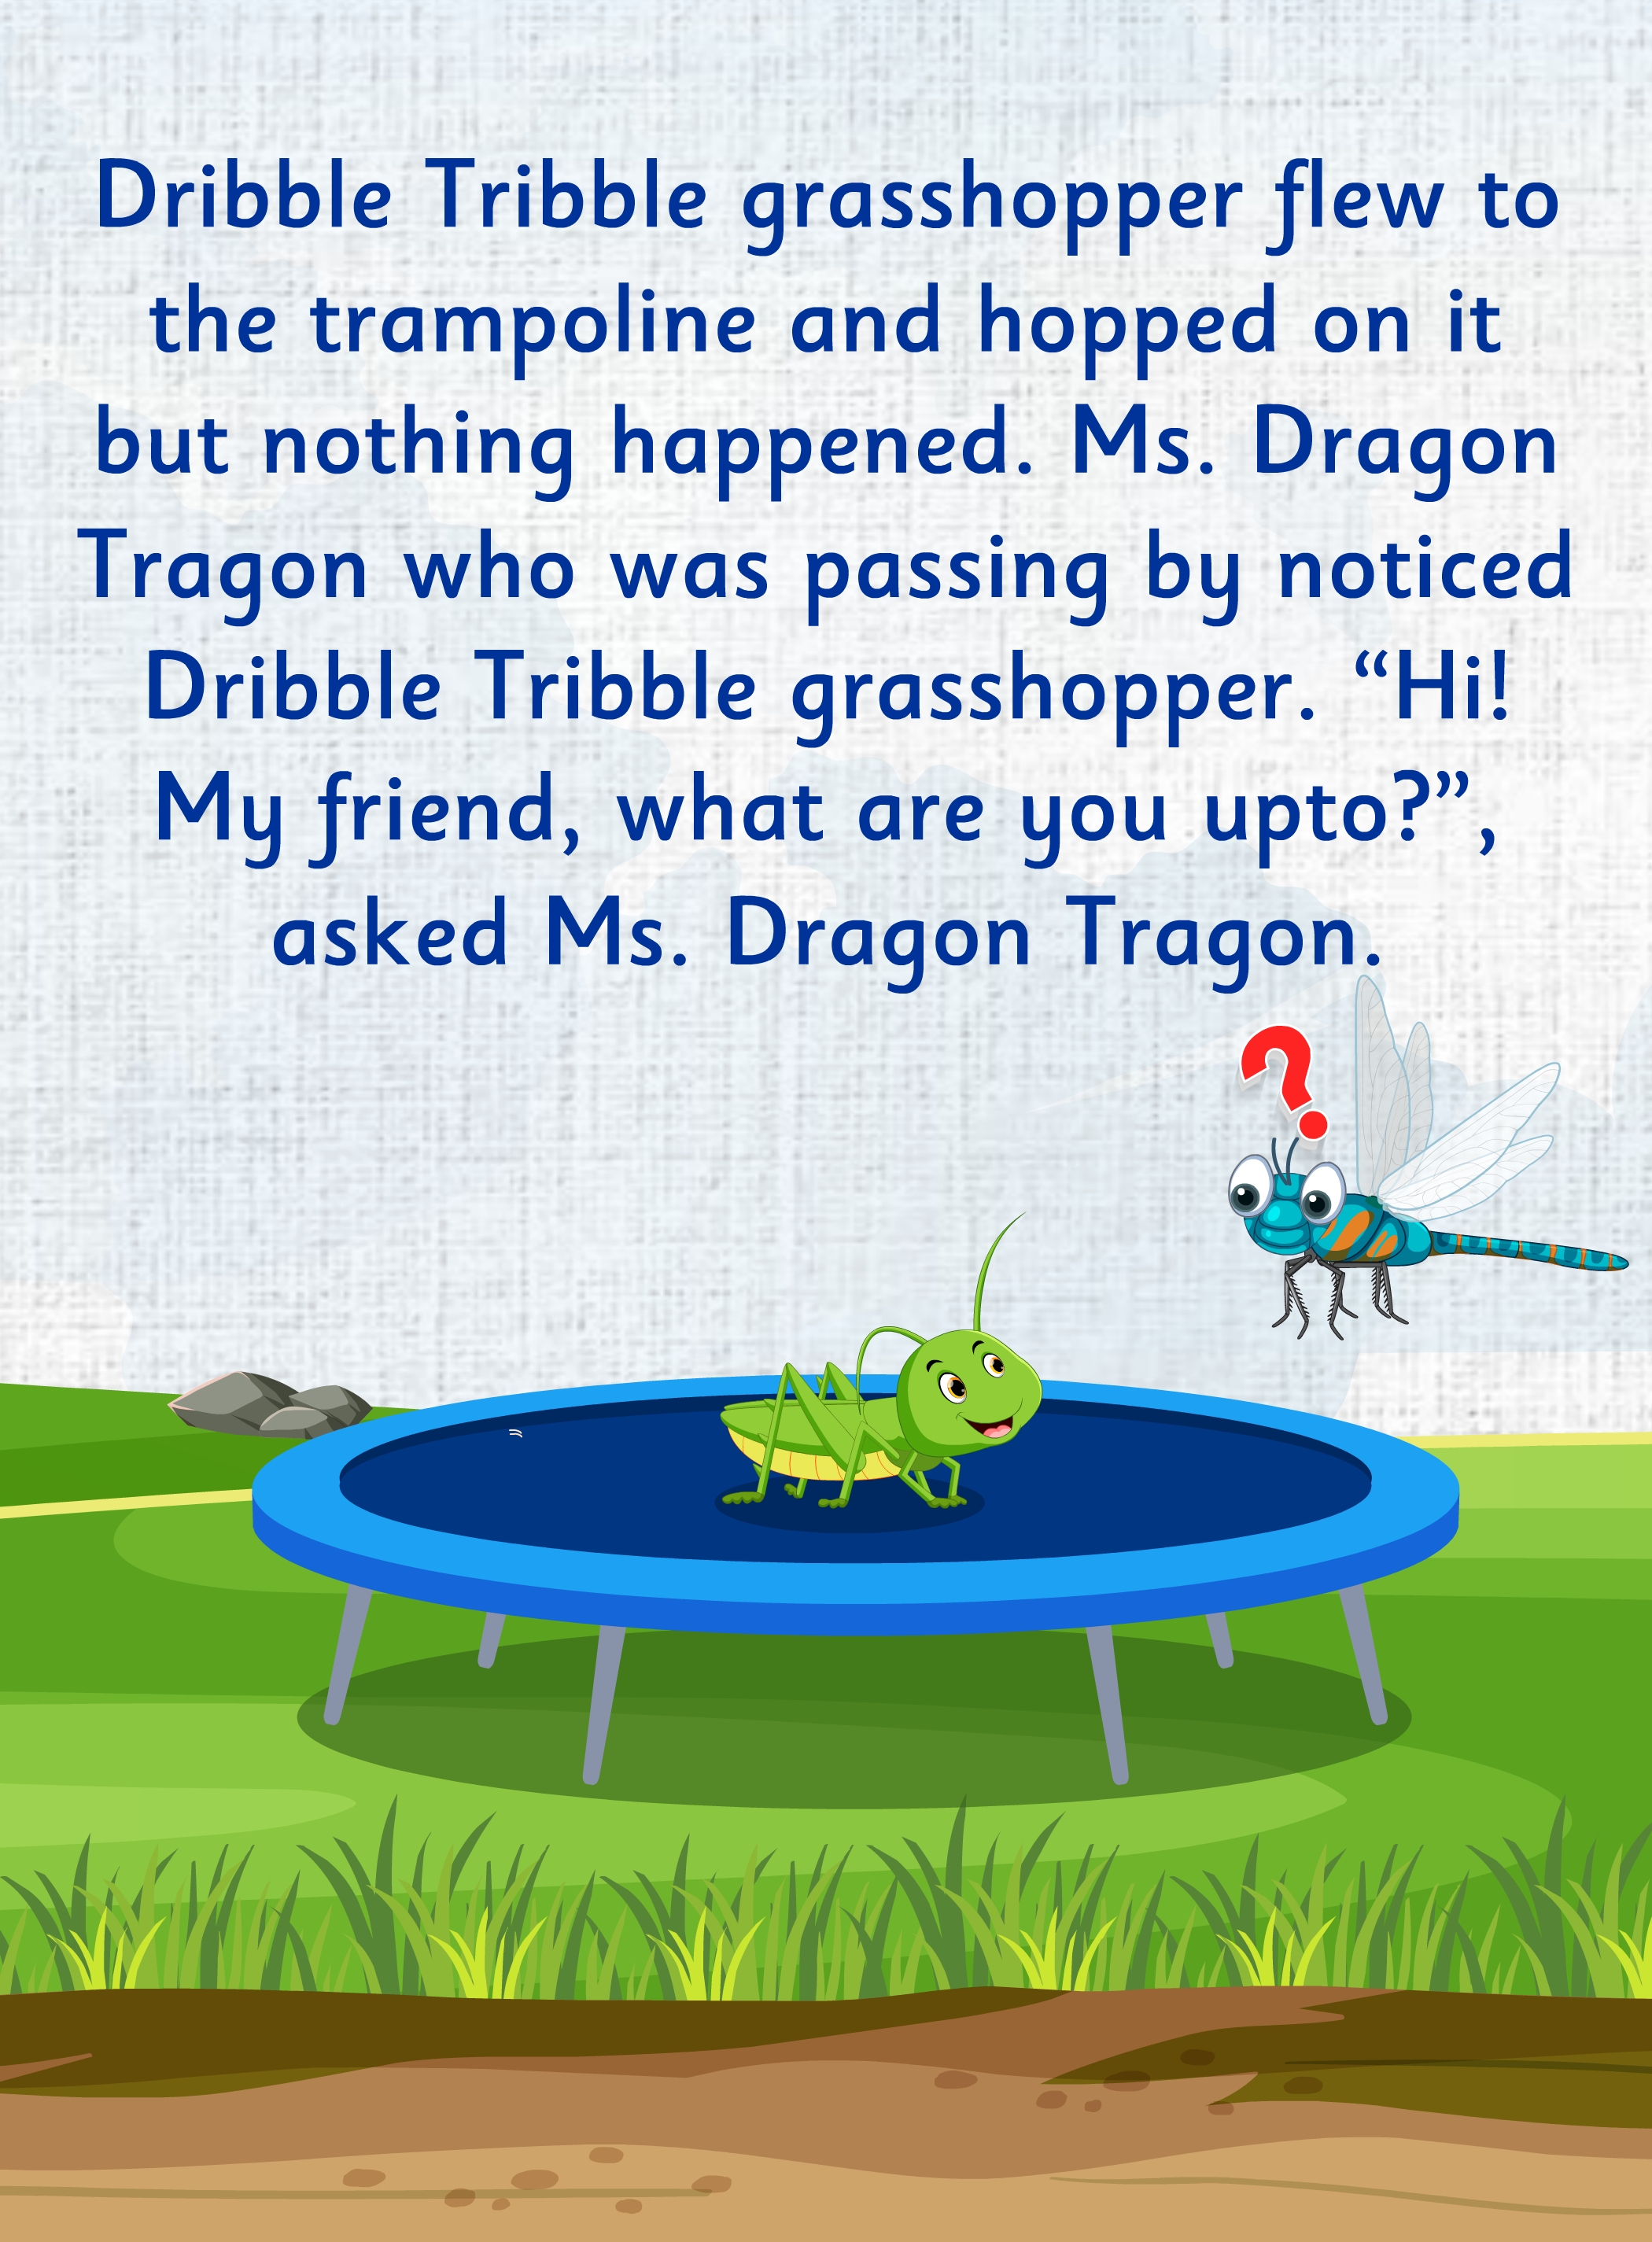 Dribble Tribble grasshopper flew to
the trampoline and hopped on it
but nothing happened. Ms. Dragon
Tragon who was passing by noticed
Dribble Tribble grasshopper. “Hi!
My friend, what are you upto?”,
asked Ms. Dragon Tragon.
?